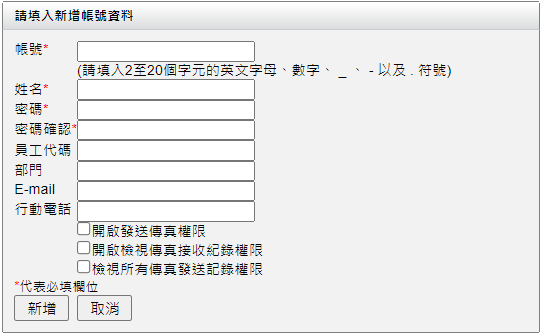 請填入新增帳號資料
帳號*
(請填入2至20個字元的英文字母、數字、 _ 、 - 以及 . 符號)
姓名*
密碼*
密碼確認*
員工代碼
部門
E-mail
行動電話
開啟發送傳真權限
開啟檢視傳真接收紀錄權限
檢視所有傳真發送記錄權限
*代表必填欄位
新增 取消